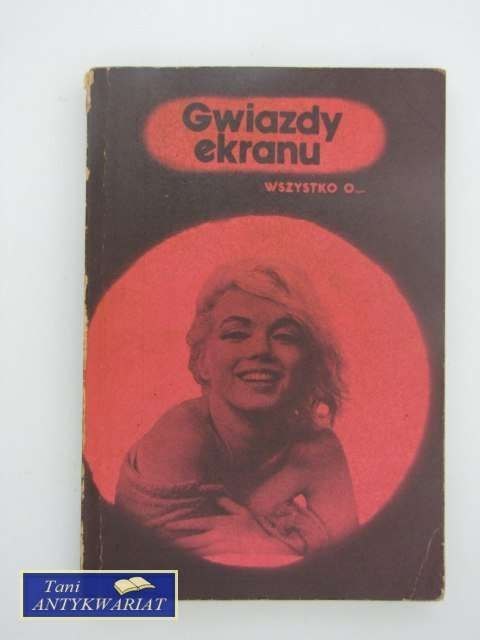 Gwiazdy
ekranu
WSZYSTKO O...
Tani
ANTYKWARIAT